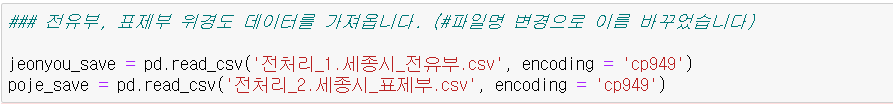 ### 전유부, 표제부 위경도 데이터를 가져옵니다. (#파일명 변경으로 이름 바꾸었습니다)
jeonyou_save = pd.read_csv('전처리_1.세종시_전유부.csv', encoding = 'cp949')
poje_save = pd.read_csv('전처리_2.세종시_표제부.csv', encoding = 'cp949')